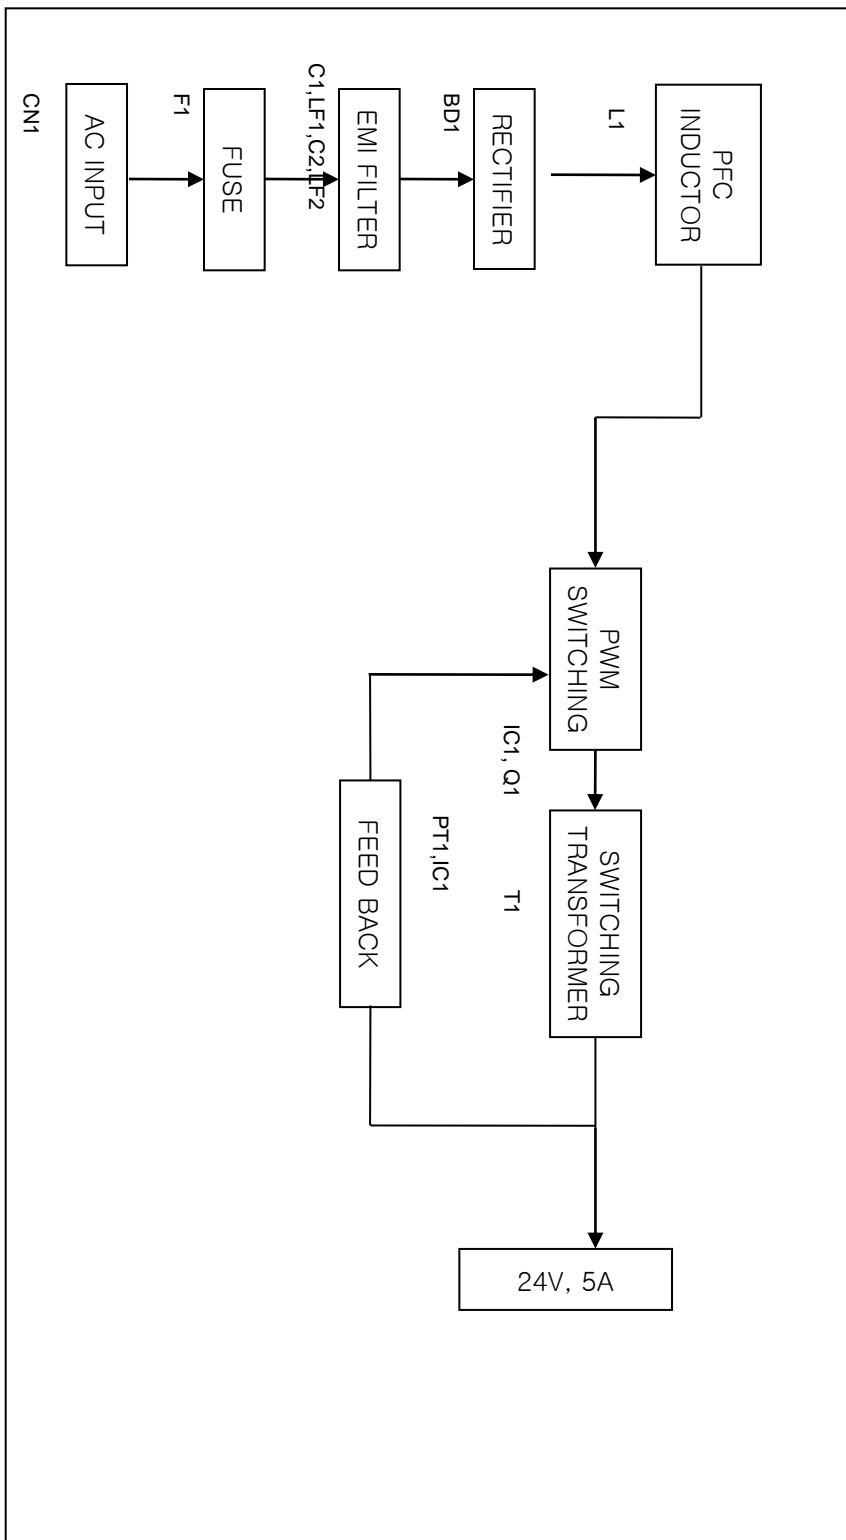 CN1
AC INPUT
F1
FUSE
C1,LF1,C2,LF2
EMI FILTER
BD1
RECTIFIER
L1
PFC
INDUCTOR
PWM
SWITCHING
IC1, Q1
SWITCHING
TRANSFORMER
T1
FEED BACK
PT1,IC1
24V, 5A